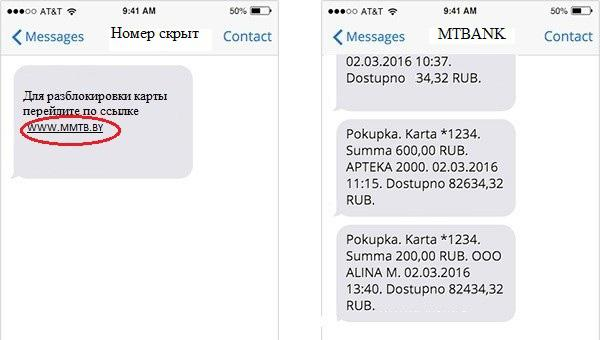 ●●●○○ AT&T 9:41 AM 50%
Messages Номер скрыт Contact
Для разблокировки карты
перейдите по ссылке
WWW.MMTB.BY
●●●○○ AT&T 9:41 AM 50%
Messages MTBANK Contact
02.03.2016 10:37.
Dostupno 34,32 RUB.
Pokupka. Karta *1234.
Summa 600,00 RUB.
APTEKA 2000. 02.03.2016
11:15. Dostupno 82634,32
RUB.
Pokupka. Karta *1234.
Summa 200,00 RUB. OOO
ALINA M. 02.03.2016
13:40. Dostupno 82434,32
RUB.